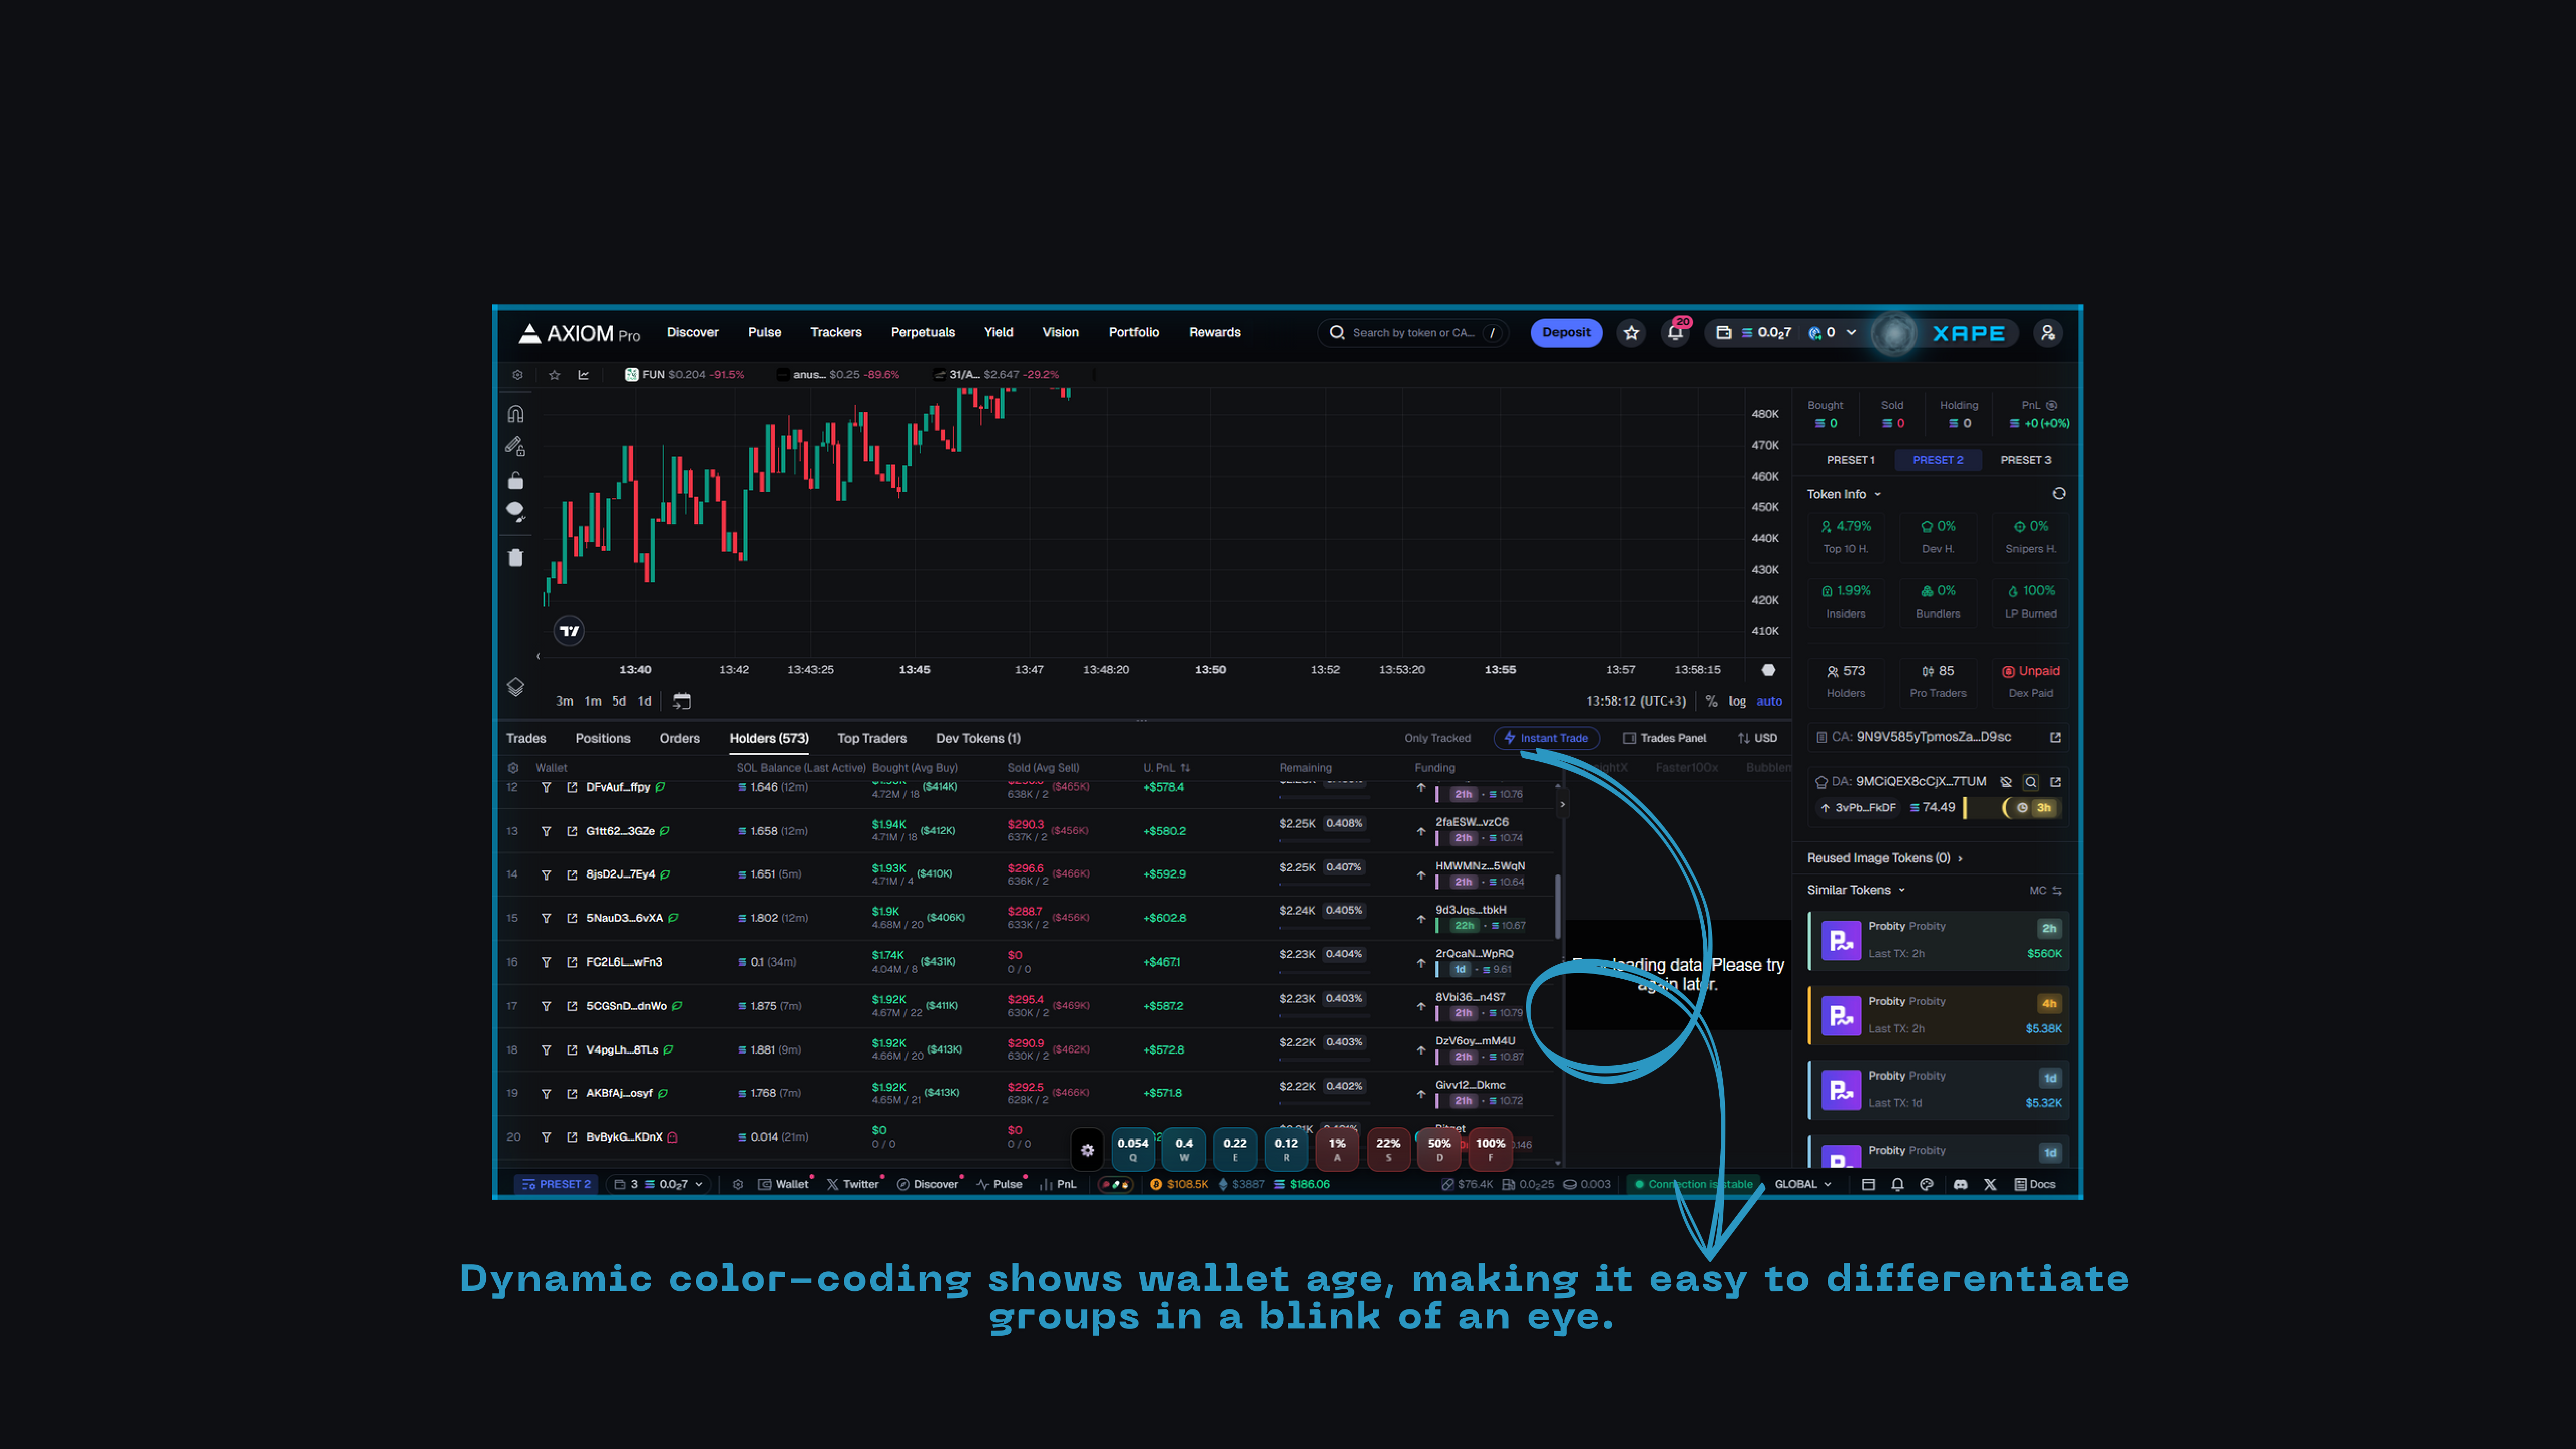 AXIOM Pro Discover Pulse Trackers Perpetuals Yield Vision Portfolio Rewards Search by token or CA... / Deposit 20 0.0₂7 0 XAPE
FUN $0.204 -91.5% anus... $0.25 -89.6% 31/A... $2.647 -29.2%
480K
470K
460K
450K
440K
430K
420K
410K
13:40 13:42 13:43:25 13:45 13:47 13:48:20 13:50 13:52 13:53:20 13:55 13:57 13:58:15
3m 1m 5d 1d 13:58:12 (UTC+3) % log auto
Trades Positions Orders Holders (573) Top Traders Dev Tokens (1) Only Tracked Instant Trade Trades Panel USD
Wallet SOL Balance (Last Active) Bought (Avg Buy) Sold (Avg Sell) U. PnL Remaining Funding
Faster100x
12 DFvAuf...ffpy 1.646 (12m) 4.72M / 18 ($414K) 638K / 2 ($465K) +$578.4 21h · 10.76
13 G1tt62...3GZe 1.658 (12m) $1.94K 4.71M / 18 ($412K) $290.3 637K / 2 ($456K) +$580.2 $2.25K 0.408% 2faESW...vzC6 21h · 10.74
14 8jsD2J...7Ey4 1.651 (5m) $1.93K 4.71M / 4 ($410K) $296.6 636K / 2 ($466K) +$592.9 $2.25K 0.407% HMWMNz...5WqN 21h · 10.64
15 5NauD3...6vXA 1.802 (12m) $1.9K 4.68M / 20 ($406K) $288.7 633K / 2 ($456K) +$602.8 $2.24K 0.405% 9d3Jqs...tbkH 22h · 10.67
16 FC2L6L...wFn3 0.1 (34m) $1.74K 4.04M / 8 ($431K) $0 0 / 0 +$467.1 $2.23K 0.404% 2rQcaN...WpRQ 1d · 9.61
17 5CGSnD...dnWo 1.875 (7m) $1.92K 4.67M / 22 ($411K) $295.4 630K / 2 ($469K) +$587.2 $2.23K 0.403% 8Vbi36...n4S7 21h · 10.79
18 V4pgLh...8TLs 1.881 (9m) $1.92K 4.66M / 20 ($413K) $290.9 630K / 2 ($462K) +$572.8 $2.22K 0.403% DzV6oy...mM4U 21h · 10.87
19 AKBfAj...osyf 1.768 (7m) $1.92K 4.65M / 21 ($413K) $292.5 628K / 2 ($466K) +$571.8 $2.22K 0.402% Givv12...Dkmc 21h · 10.72
20 BvBykG...KDnX 0.014 (21m) $0 0 / 0 $0 0 / 0
0.054 0.4 0.22 0.12 1% 22% 50% 100%
Q W E R A S D F
loading data. Please try
again later.
Bought Sold Holding PnL
0 0 0 +0 (+0%)
PRESET 1 PRESET 2 PRESET 3
Token Info
4.79% 0% 0%
Top 10 H. Dev H. Snipers H.
1.99% 0% 100%
Insiders Bundlers LP Burned
573 85 Unpaid
Holders Pro Traders Dex Paid
CA: 9N9V585yTpmosZa...D9sc
DA: 9MCiQEX8cCjX...7TUM
3vPb...FkDF 74.49 3h
Reused Image Tokens (0)
Similar Tokens MC
Probity Probity 2h
Last TX: 2h $560K
Probity Probity 4h
Last TX: 2h $5.38K
Probity Probity 1d
Last TX: 1d $5.32K
Probity Probity 1d
PRESET 2 3 0.0₂7 Wallet Twitter Discover Pulse PnL $108.5K $3887 $186.06 $76.4K 0.0₂25 0.003 Connection is stable GLOBAL Docs
Dynamic color-coding shows wallet age, making it easy to differentiate
groups in a blink of an eye.